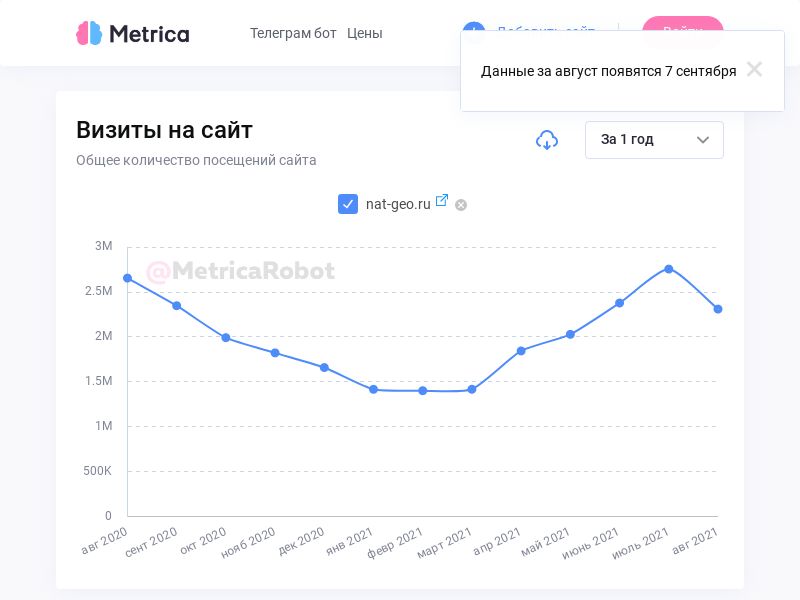 Metrica
Телеграм бот Цены
Данные за август появятся 7 сентября
Визиты на сайт
Общее количество посещений сайта
За 1 год
nat-geo.ru
@MetricaRobot
3M
2.5M
2M
1.5M
1M
500K
0
авг 2020
сент 2020
окт 2020
нояб 2020
дек 2020
янв 2021
февр 2021
март 2021
апр 2021
май 2021
июнь 2021
июль 2021
авг 2021